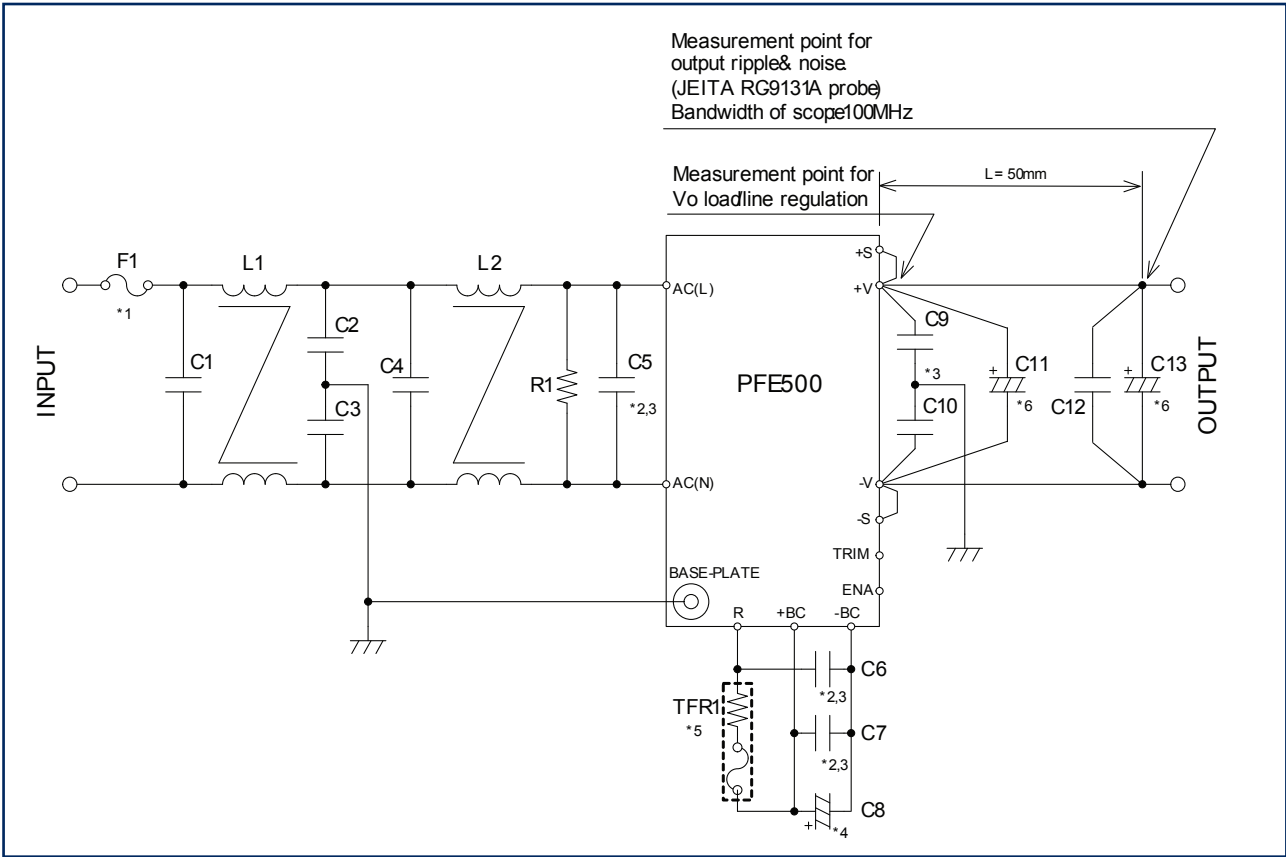 Measurement point for
output ripple& noise.
(JEITA RG9131A probe)
Bandwidth of scope100MHz
Measurement point for
Vo load/line regulation
L= 50mm
F1
*1
L1
L2
INPUT
C1
C2
C3
C4
R1
C5
*2,3
AC(L)
AC(N)
PFE500
BASE-PLATE
+S
+V
-V
-S
TRIM
ENA
R
+BC
-BC
C9
*3
C10
+
C11
*6
C12
+
C13
*6
OUTPUT
TFR1
*5
C6
*2,3
C7
*2,3
C8
+
*4